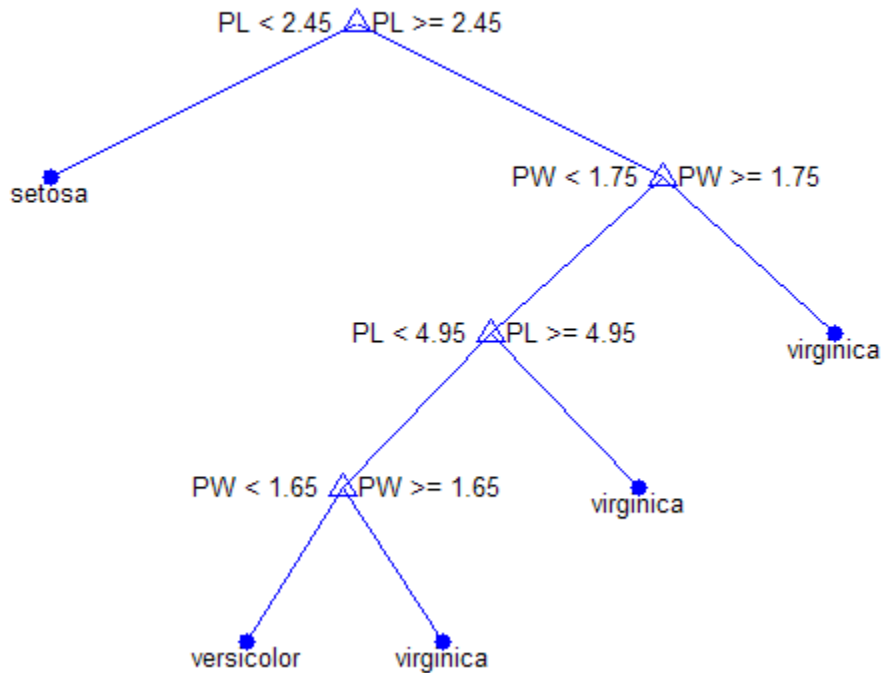 PL < 2.45 PL >= 2.45
setosa
PW < 1.75 PW >= 1.75
PL < 4.95 PL >= 4.95
virginica
PW < 1.65 PW >= 1.65
virginica
versicolor
virginica